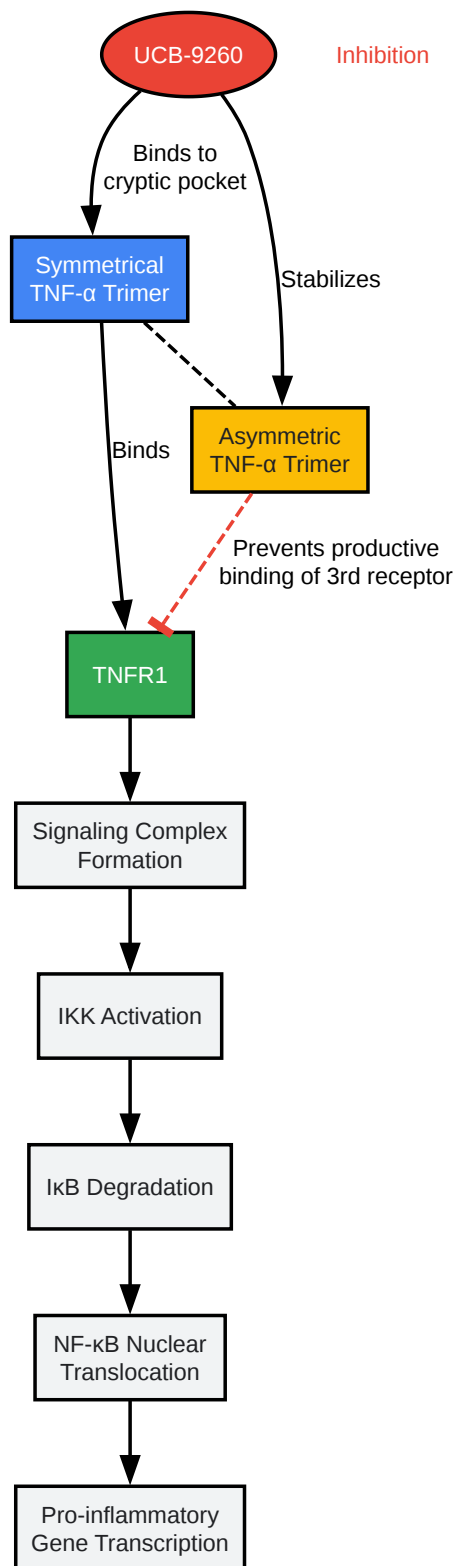 UCB-9260
Inhibition
Binds to
cryptic pocket
Symmetrical
TNF-α Trimer
Stabilizes
Asymmetric
TNF-α Trimer
Binds
Prevents productive
binding of 3rd receptor
TNFR1
Signaling Complex
Formation
IKK Activation
IκB Degradation
NF-κB Nuclear
Translocation
Pro-inflammatory
Gene Transcription